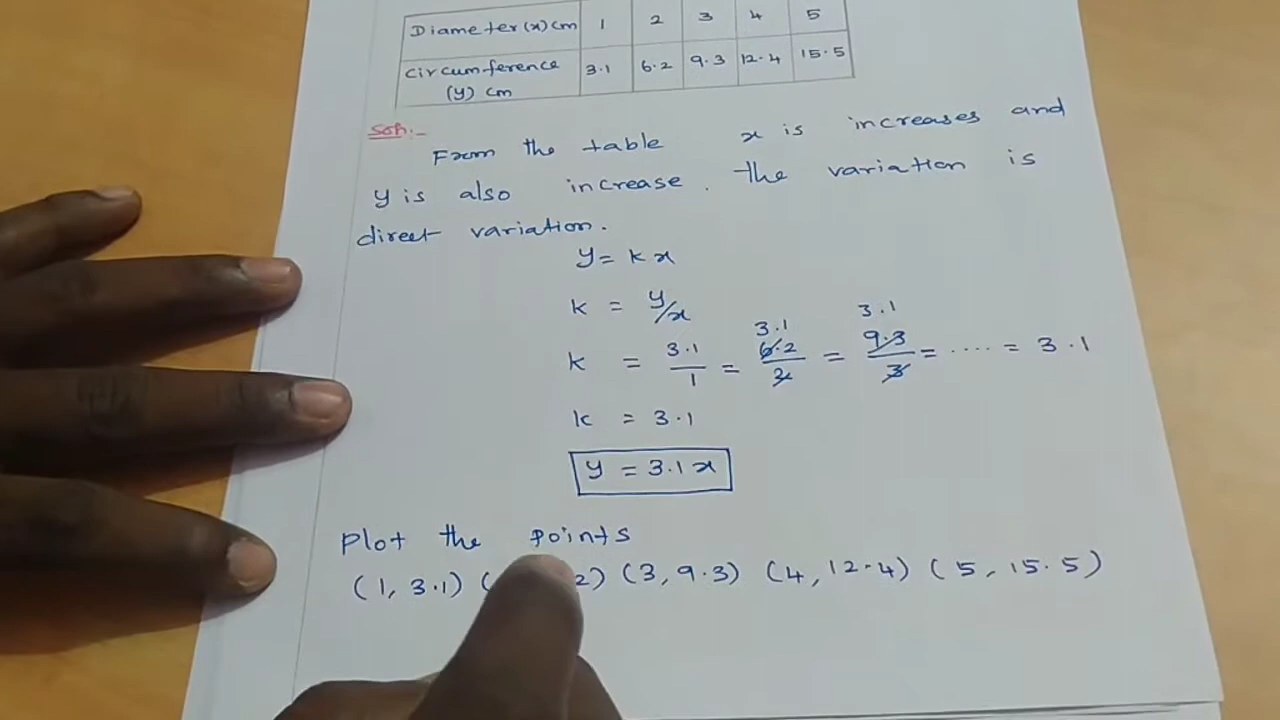 Diameter (x) cm 1 2 3 4 5
Circumference (y) cm 3.1 6.2 9.3 12.4 15.5
Soln:-
From the table x is increases and
y is also increase. the variation is
direct variation.
y = kx
k = y/x
k = 3.1/1 = 6.2/2 3.1 = 9.3/3 3.1 = .... = 3.1
k = 3.1
y = 3.1x
Plot the points
(1, 3.1) ( 2) (3, 9.3) (4, 12.4) (5, 15.5)